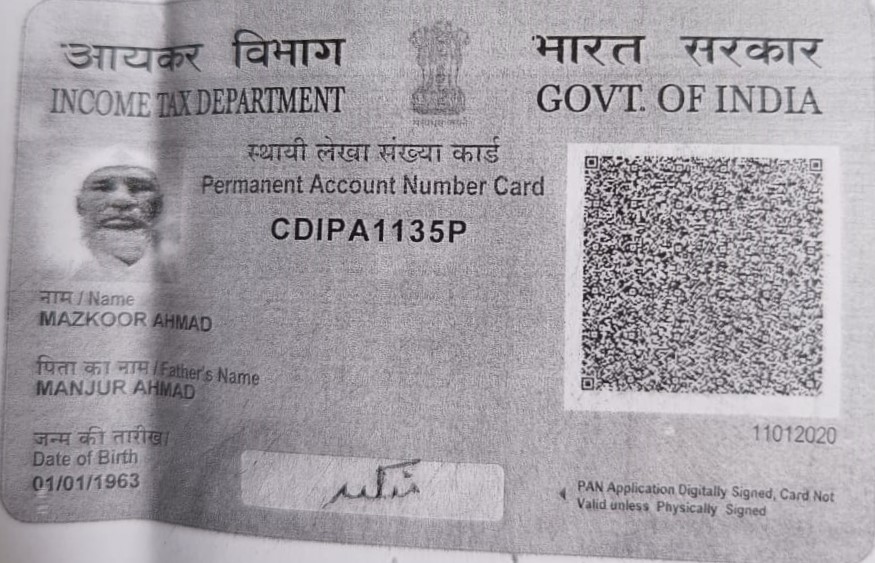 आयकर विभाग
INCOME TAX DEPARTMENT
भारत सरकार
GOVT. OF INDIA
स्थायी लेखा संख्या कार्ड
Permanent Account Number Card
CDIPA1135P
नाम / Name
MAZKOOR AHMAD
पिता का नाम / Father's Name
MANJUR AHMAD
जन्म की तारीख /
Date of Birth
01/01/1963
11012020
PAN Application Digitally Signed, Card Not
Valid unless Physically Signed